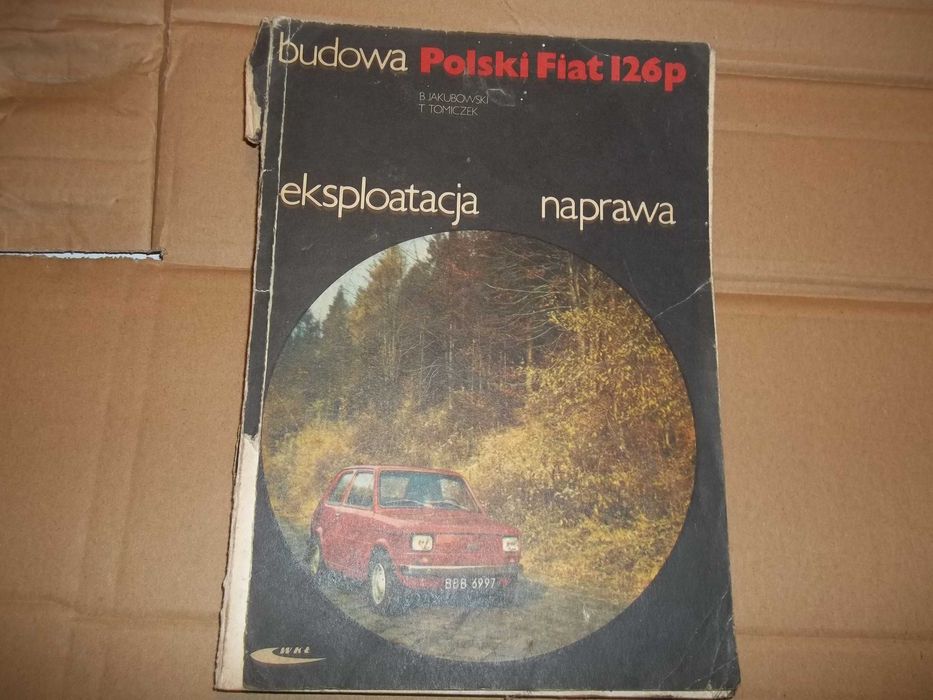 budowa Polski Fiat 126p
B. JAKUBOWSKI
T. TOMICZEK
eksploatacja naprawa
BBB 6997
WKŁ